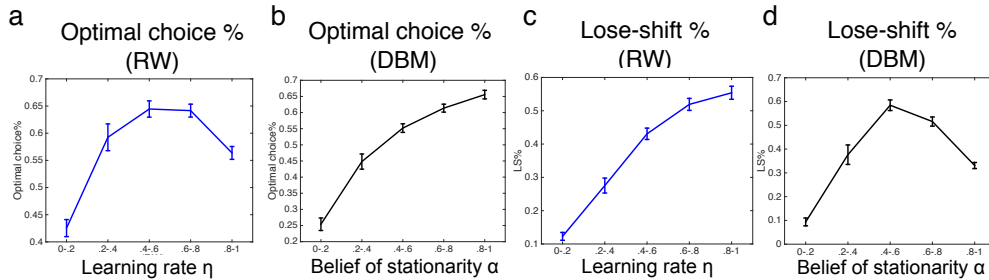 a
Optimal choice %
(RW)
Optimal choice%
0.7
0.65
0.6
0.55
0.5
0.45
0.4
0-.2
.2-.4
.4-.6
.6-.8
.8-1
Learning rate η
b
Optimal choice %
(DBM)
Optimal choice%
0.7
0.65
0.6
0.55
0.5
0.45
0.4
0.35
0.3
0.25
0.2
0-.2
.2-.4
.4-.6
.6-.8
.8-1
Belief of stationarity α
c
Lose-shift %
(RW)
LS%
0.6
0.5
0.4
0.3
0.2
0.1
0-.2
.2-.4
.4-.6
.6-.8
.8-1
Learning rate η
d
Lose-shift %
(DBM)
LS%
0.7
0.6
0.5
0.4
0.3
0.2
0.1
0
0-.2
.2-.4
.4-.6
.6-.8
.8-1
Belief of stationarity α